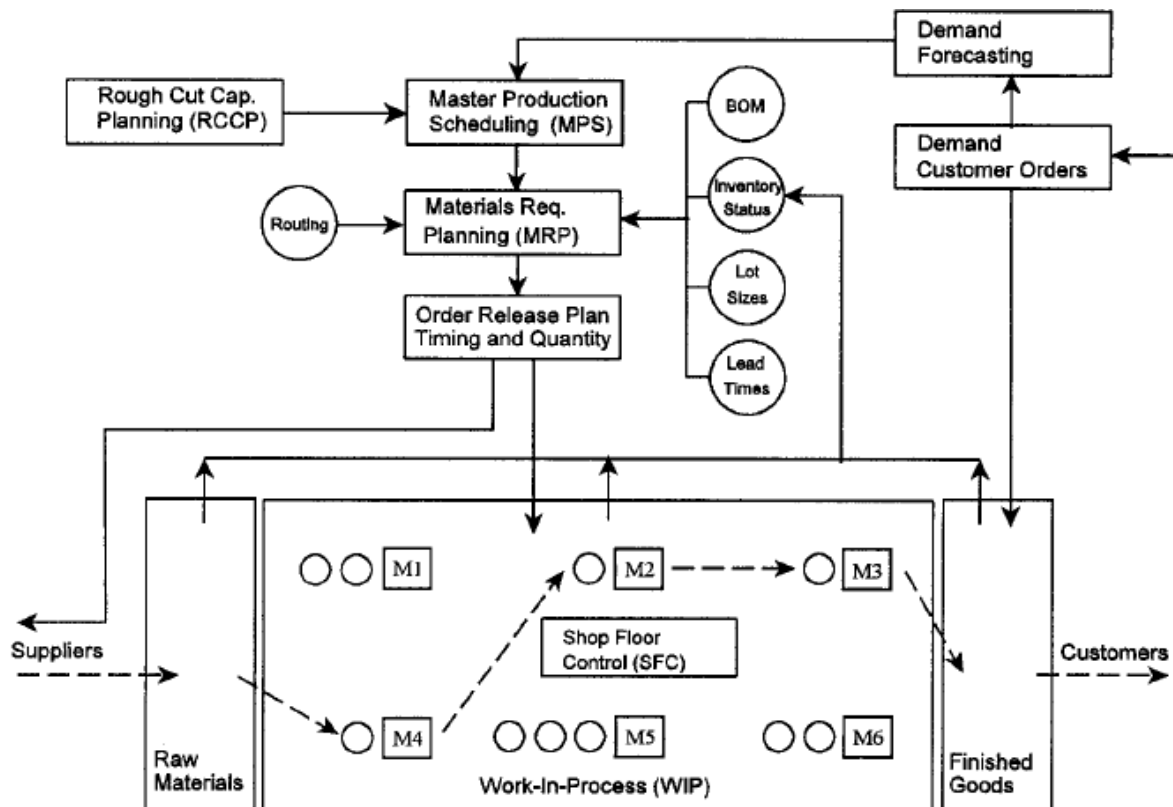 Demand
Forecasting
Rough Cut Cap.
Planning (RCCP)
Master Production
Scheduling (MPS)
BOM
Demand
Customer Orders
Routing
Materials Req.
Planning (MRP)
Inventory
Status
Lot
Sizes
Order Release Plan
Timing and Quantity
Lead
Times
M1
M2
M3
Suppliers
Shop Floor
Control (SFC)
Customers
M4
M5
M6
Raw
Materials
Work-In-Process (WIP)
Finished
Goods